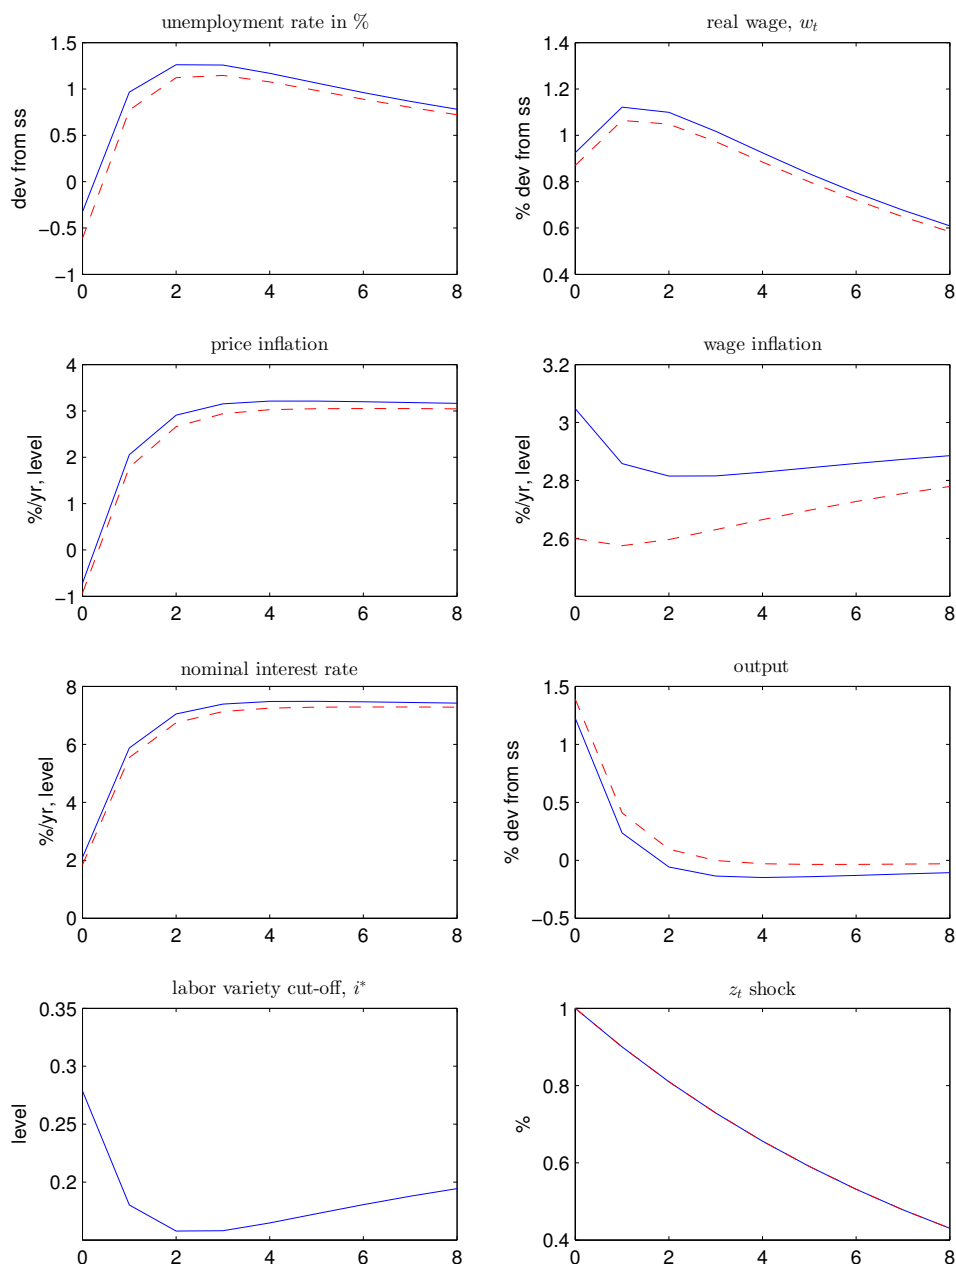 unemployment rate in %
1.5
1
0.5
0
−0.5
−1
dev from ss
0 2 4 6 8
real wage, wₜ
1.4
1.2
1
0.8
0.6
0.4
% dev from ss
0 2 4 6 8
price inflation
4
3
2
1
0
−1
%/yr, level
0 2 4 6 8
wage inflation
3.2
3
2.8
2.6
%/yr, level
0 2 4 6 8
nominal interest rate
8
6
4
2
0
%/yr, level
0 2 4 6 8
output
1.5
1
0.5
0
−0.5
% dev from ss
0 2 4 6 8
labor variety cut-off, i*
0.35
0.3
0.25
0.2
level
0 2 4 6 8
zₜ shock
1
0.8
0.6
0.4
%
0 2 4 6 8